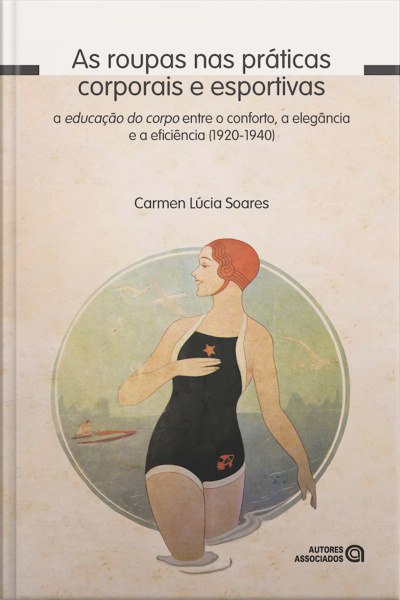 As roupas nas práticas
corporais e esportivas
a educação do corpo entre o conforto, a elegância
e a eficiência (1920-1940)
Carmen Lúcia Soares
AUTORES
ASSOCIADOS